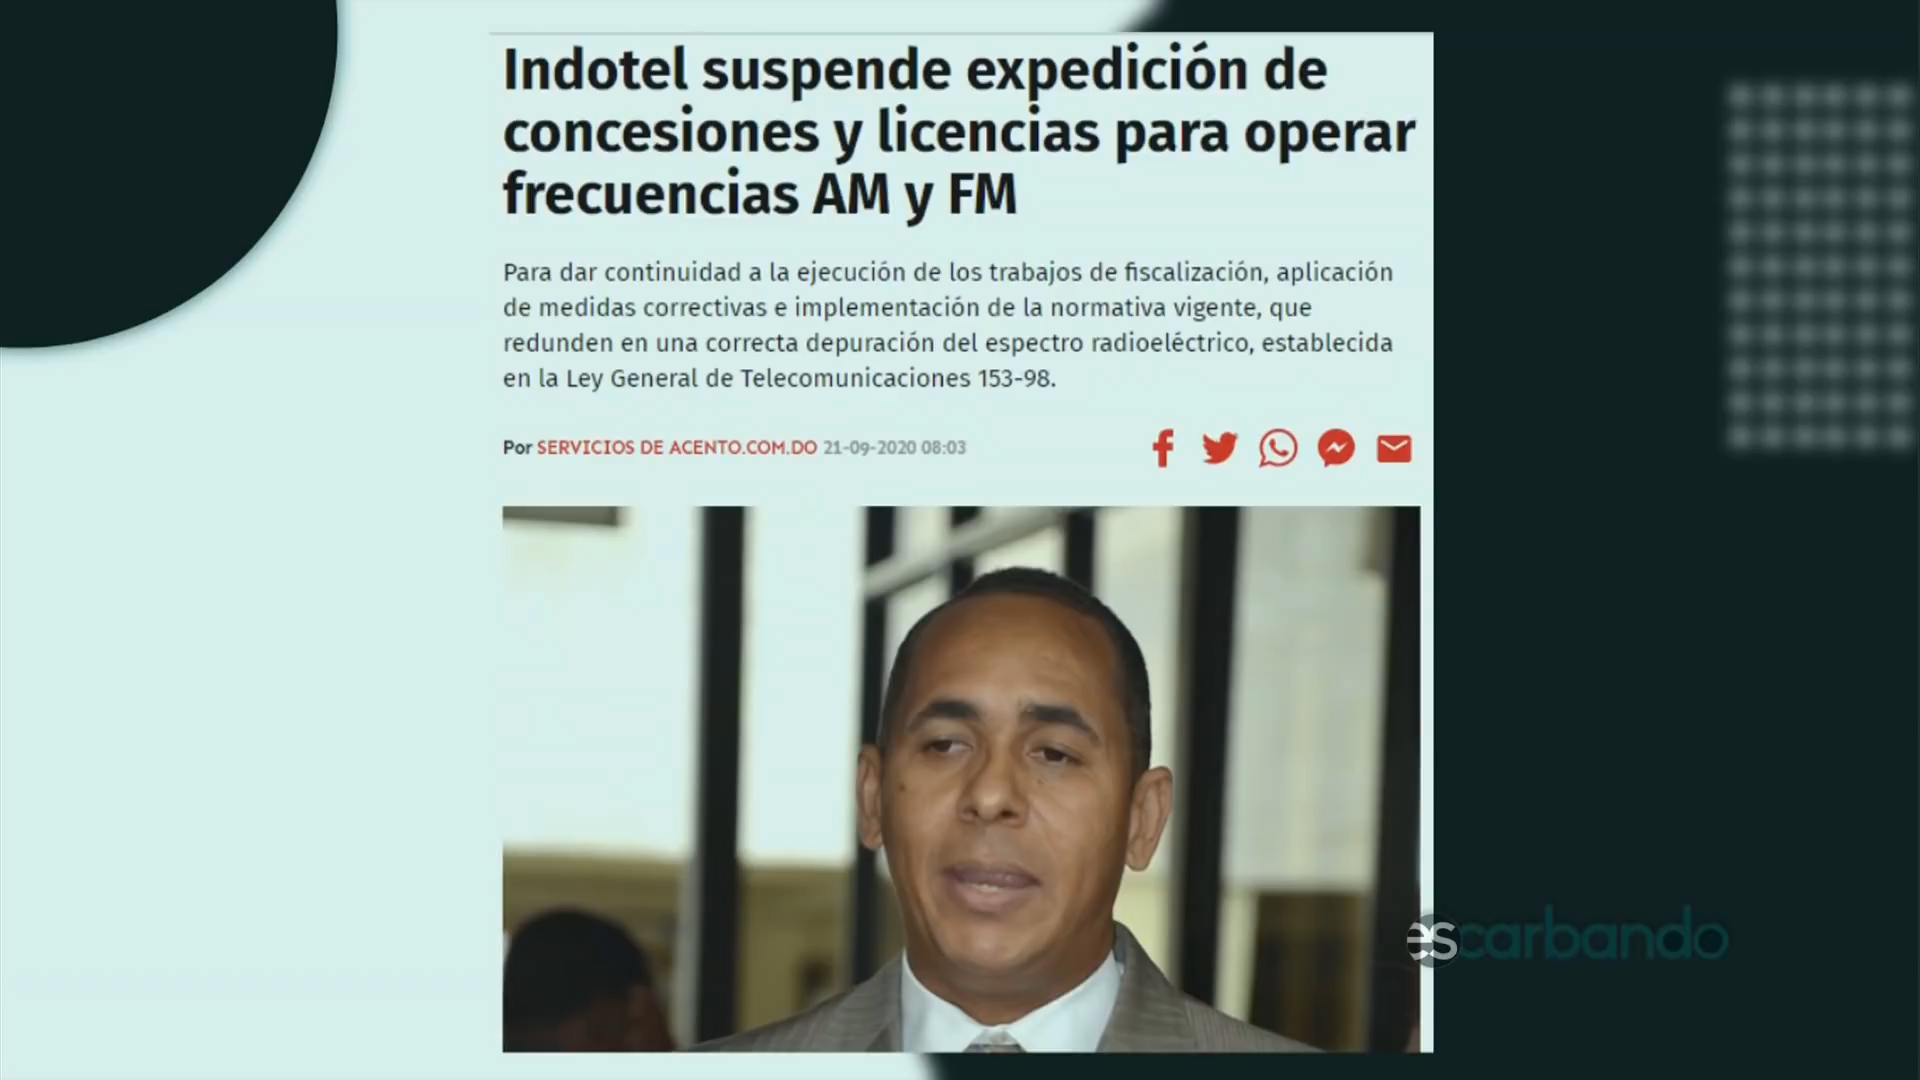 Indotel suspende expedición de
concesiones y licencias para operar
frecuencias AM y FM
Para dar continuidad a la ejecución de los trabajos de fiscalización, aplicación
de medidas correctivas e implementación de la normativa vigente, que
redunden en una correcta depuración del espectro radioeléctrico, establecida
en la Ley General de Telecomunicaciones 153-98.
Por SERVICIOS DE ACENTO.COM.DO 21-09-2020 08:03
escarbando